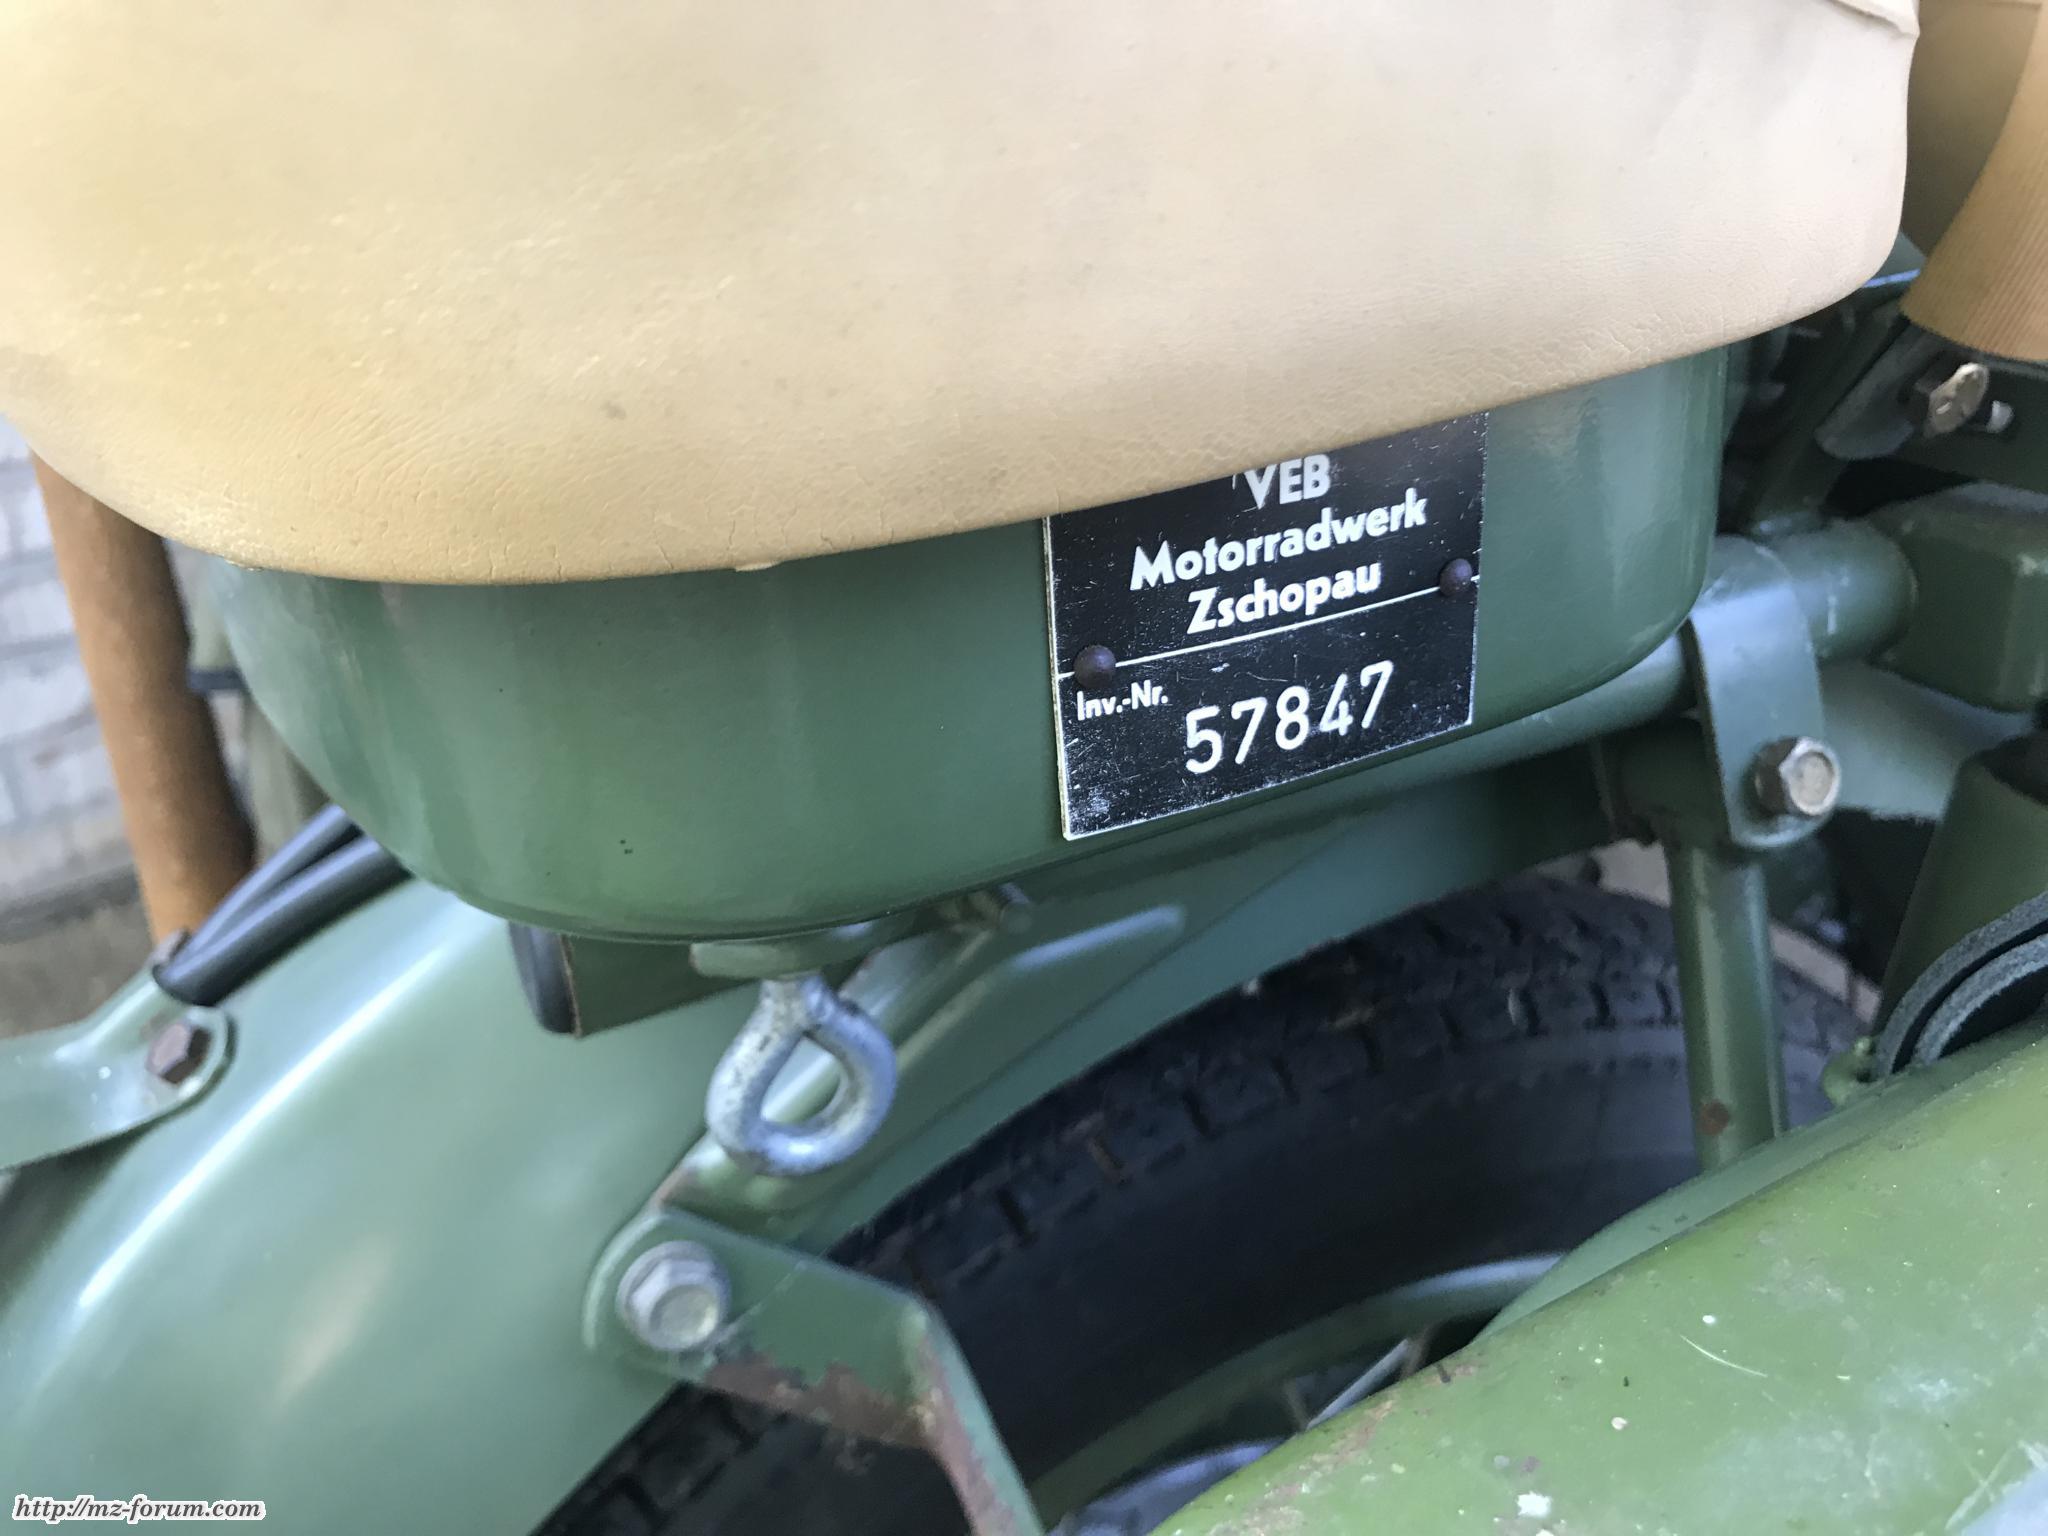 VEB
Motorradwerk
Zschopau
Inv.-Nr. 57847
http://mz-forum.com